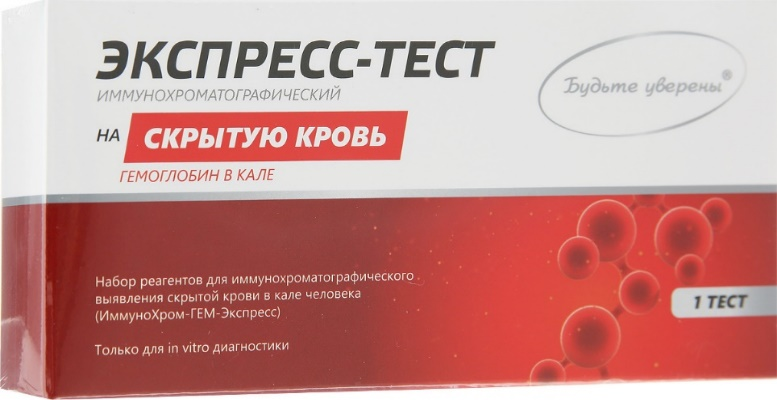 ЭКСПРЕСС-ТЕСТ
ИММУНОХРОМАТОГРАФИЧЕСКИЙ
НА СКРЫТУЮ КРОВЬ
ГЕМОГЛОБИН В КАЛЕ
Будьте уверены®
Набор реагентов для иммунохроматографического
выявления скрытой крови в кале человека
(ИммуноХром-ГЕМ-Экспресс)
Только для in vitro диагностики
1 ТЕСТ